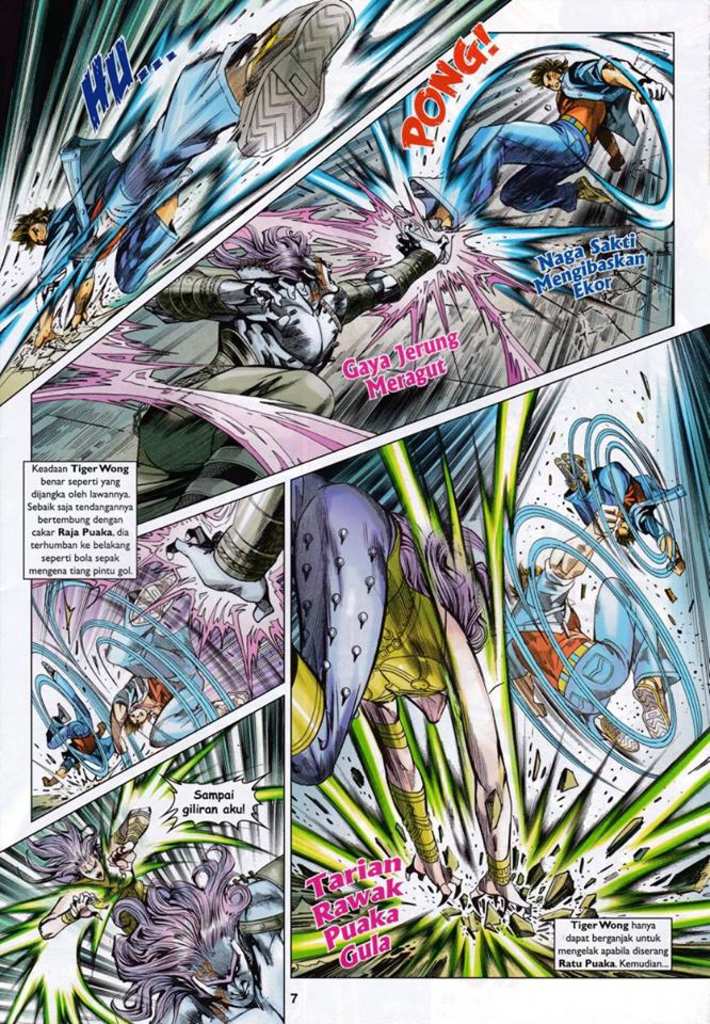 HU...
PONG!
Naga Sakti
Mengibaskan
Ekor
Gaya Jerung
Meragut
Keadaan Tiger Wong
benar seperti yang
dijangka oleh lawannya.
Sebaik saja tendangannya
bertembung dengan
cakar Raja Puaka, dia
terhumban ke belakang
seperti bola sepak
mengena tiang pintu gol.
Sampai
giliran aku!
Tarian
Rawak
Puaka
Gula
Tiger Wong hanya
dapat berganjak untuk
mengelak apabila diserang
Ratu Puaka. Kemudian...
7